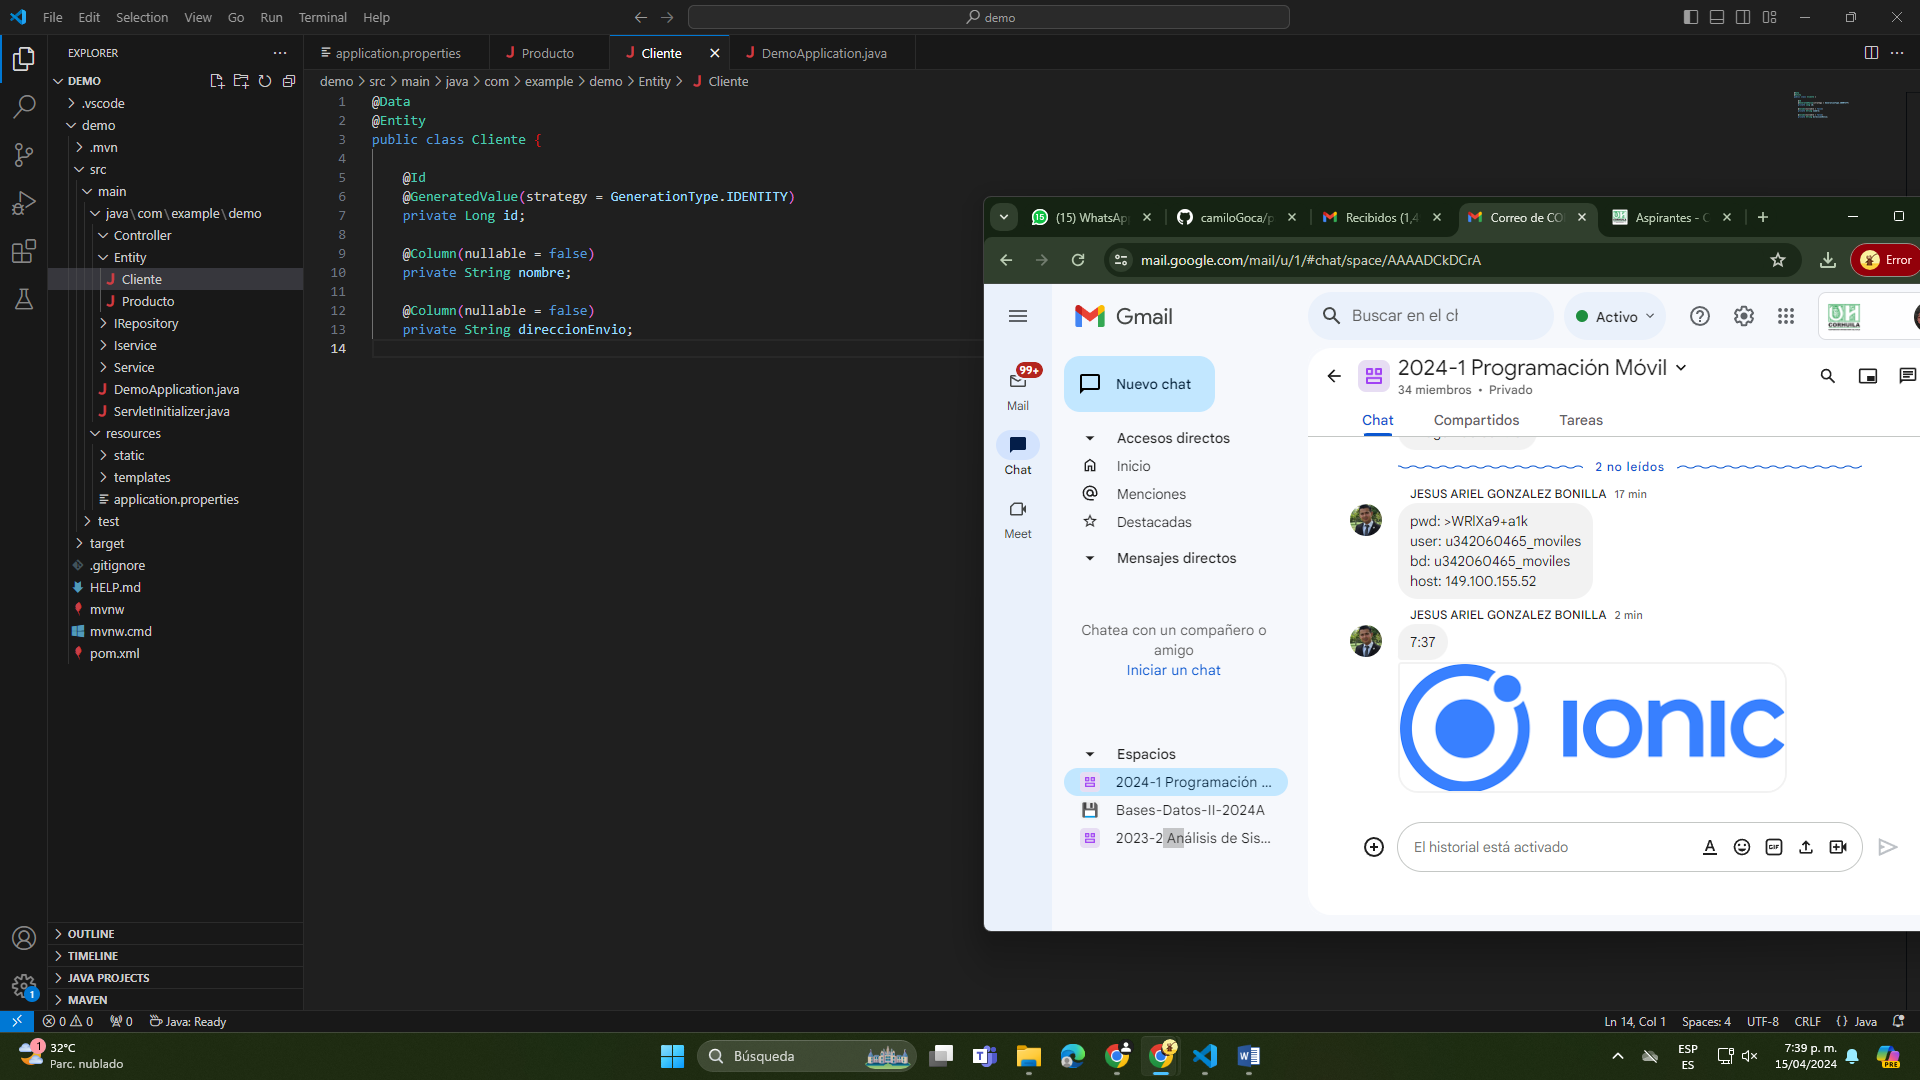 File Edit Selection View Go Run Terminal Help
demo
EXPLORER
DEMO
.vscode
demo
.mvn
src
main
java\com\example\demo
Controller
Entity
Cliente
Producto
IRepository
Iservice
Service
DemoApplication.java
ServletInitializer.java
resources
static
templates
application.properties
test
target
.gitignore
HELP.md
mvnw
mvnw.cmd
pom.xml
OUTLINE
TIMELINE
JAVA PROJECTS
MAVEN
application.properties Producto Cliente DemoApplication.java
demo > src > main > java > com > example > demo > Entity > Cliente
1 @Data
2 @Entity
3 public class Cliente {
4
5 @Id
6 @GeneratedValue(strategy = GenerationType.IDENTITY)
7 private Long id;
8
9 @Column(nullable = false)
10 private String nombre;
11
12 @Column(nullable = false)
13 private String direccionEnvio;
14
(15) WhatsApp camiloGoca/p Recibidos (1,4 Correo de CO Aspirantes - C
mail.google.com/mail/u/1/#chat/space/AAAADCkDCrA
Error
Gmail
Buscar en el ch
Activo
CORHUILA
99+
Mail
Chat
Meet
Nuevo chat
Accesos directos
Inicio
Menciones
Destacadas
Mensajes directos
Chatea con un compañero o
amigo
Iniciar un chat
Espacios
2024-1 Programación ...
Bases-Datos-II-2024A
2023-2 Análisis de Sis...
2024-1 Programación Móvil
34 miembros • Privado
Chat Compartidos Tareas
2 no leídos
JESUS ARIEL GONZALEZ BONILLA 17 min
pwd: >WRlXa9+a1k
user: u342060465_moviles
bd: u342060465_moviles
host: 149.100.155.52
JESUS ARIEL GONZALEZ BONILLA 2 min
7:37
ionic
El historial está activado
GIF
1
0 0 0 Java: Ready
Ln 14, Col 1 Spaces: 4 UTF-8 CRLF {} Java
1
32°C
Parc. nublado
Búsqueda
ESP
ES
7:39 p. m.
15/04/2024
PRE